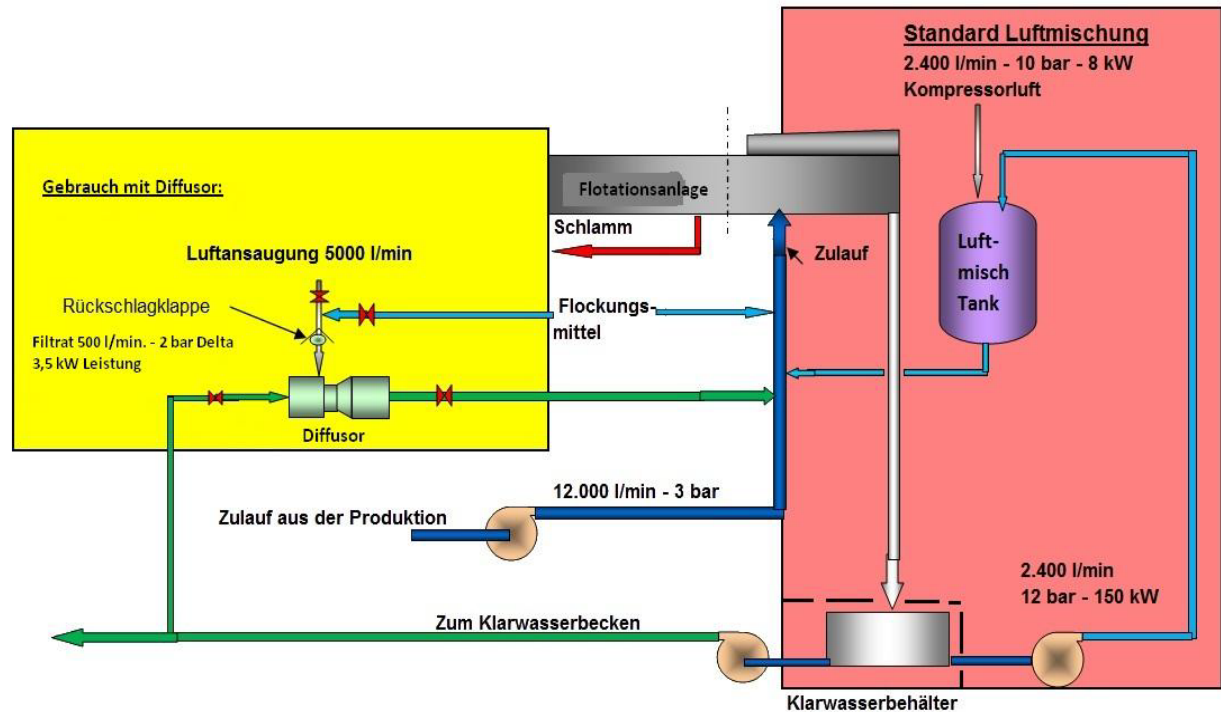 Standard Luftmischung
2.400 l/min - 10 bar - 8 kW
Kompressorluft
Gebrauch mit Diffusor:
Flotationsanlage
Schlamm
Luftansaugung 5000 l/min
Zulauf
Luft-
misch
Tank
Rückschlagklappe
Flockungs-
mittel
Filtrat 500 l/min. - 2 bar Delta
3,5 kW Leistung
Diffusor
12.000 l/min - 3 bar
Zulauf aus der Produktion
2.400 l/min
12 bar - 150 kW
Zum Klarwasserbecken
Klarwasserbehälter